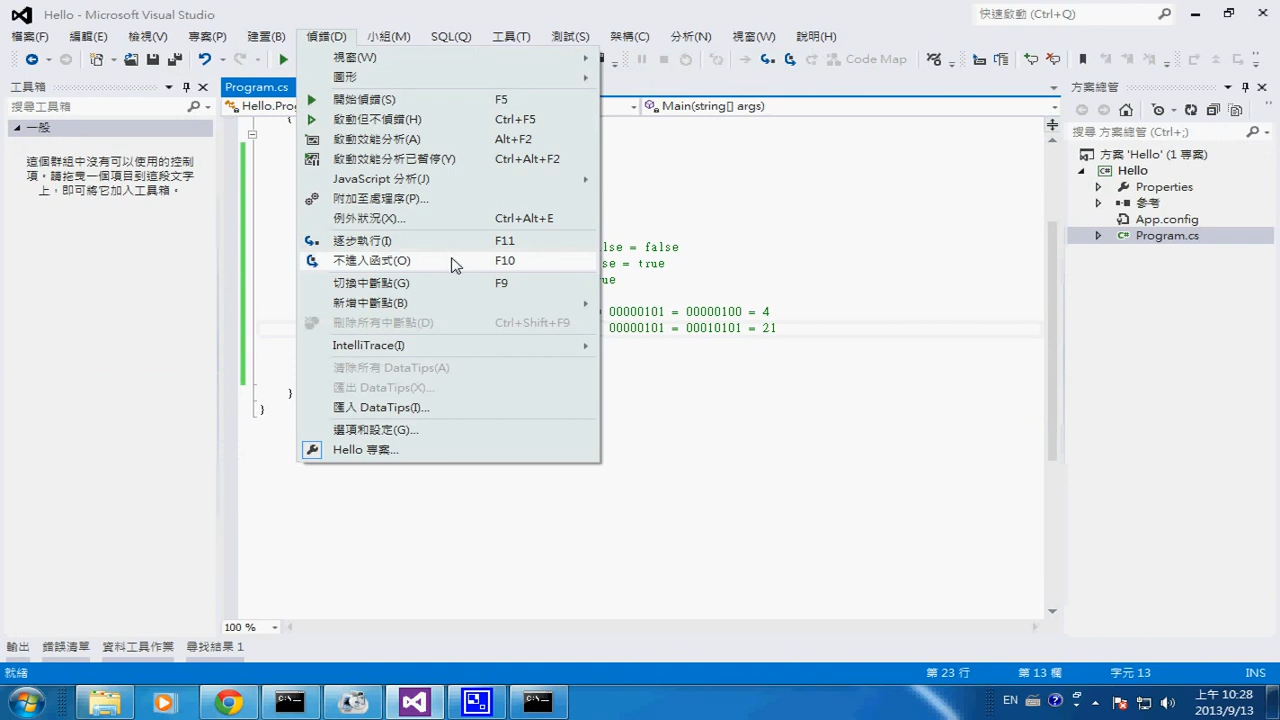 Hello - Microsoft Visual Studio
快速啟動 (Ctrl+Q)
檔案(F) 編輯(E) 檢視(V) 專案(P) 建置(B) 偵錯(D) 小組(M) SQL(Q) 工具(T) 測試(S) 架構(C) 分析(N) 視窗(W) 說明(H)
Code Map
工具箱
搜尋工具箱
一般
這個群組中沒有可以使用的控制
項。請拖曳一個項目到這段文字
上，即可將它加入工具箱。
Program.cs
Hello.Prog
Main(string[] args)
視窗(W)
圖形
開始偵錯(S) F5
啟動但不偵錯(H) Ctrl+F5
啟動效能分析(A) Alt+F2
啟動效能分析已暫停(Y) Ctrl+Alt+F2
JavaScript 分析(J)
附加至處理序(P)...
例外狀況(X)... Ctrl+Alt+E
逐步執行(I) F11
不進入函式(O) F10
切換中斷點(G) F9
新增中斷點(B)
刪除所有中斷點(D) Ctrl+Shift+F9
IntelliTrace(I)
清除所有 DataTips(A)
匯出 DataTips(X)...
匯入 DataTips(I)...
選項和設定(G)...
Hello 專案...
{
lse = false
se = true
ue
00000101 = 00000100 = 4
00000101 = 00010101 = 21
}
}
100 %
方案總管
搜尋 方案總管 (Ctrl+;)
方案 'Hello' (1 專案)
Hello
Properties
參考
App.config
Program.cs
輸出 錯誤清單 資料工具作業 尋找結果 1
就緒 第 23 行 第 13 欄 字元 13 INS
EN
上午 10:28
2013/9/13